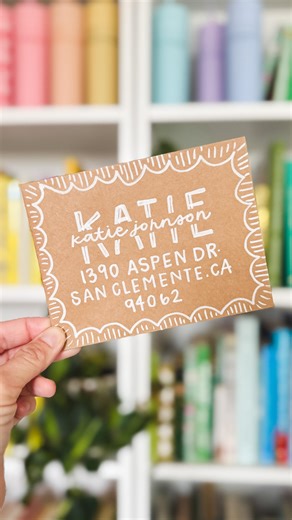 KATIE
katie johnson
1390 ASPEN DR.
SAN CLEMENTE, CA
94062